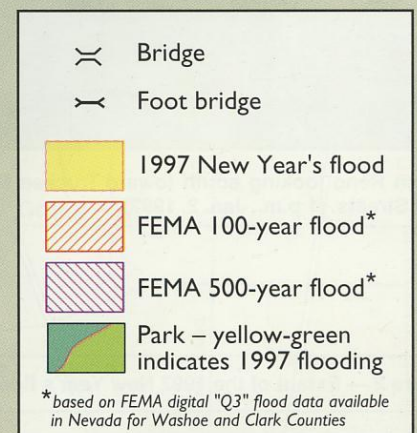 Bridge
Foot bridge
1997 New Year's flood
FEMA 100-year flood*
FEMA 500-year flood*
Park – yellow-green
indicates 1997 flooding
*based on FEMA digital "Q3" flood data available
in Nevada for Washoe and Clark Counties